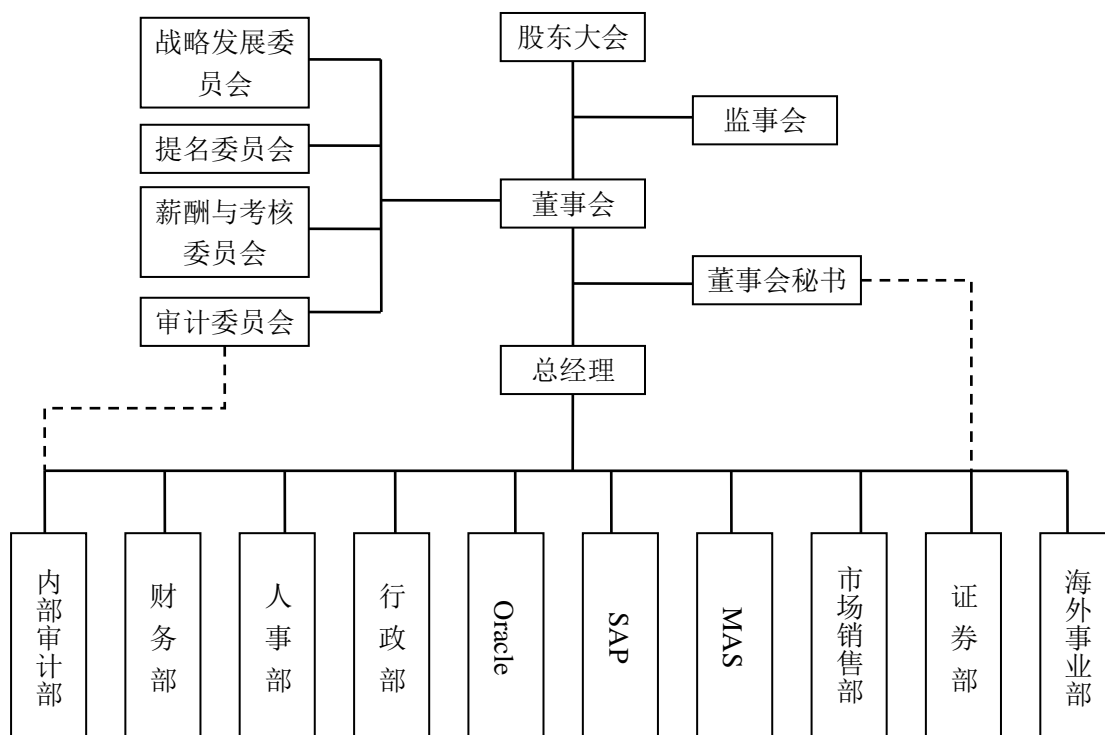 战略发展委
员会
股东大会
监事会
提名委员会
董事会
薪酬与考核
委员会
董事会秘书
审计委员会
总经理
内部审计部
财务部
人事部
行政部
Oracle
SAP
MAS
市场销售部
证券部
海外事业部